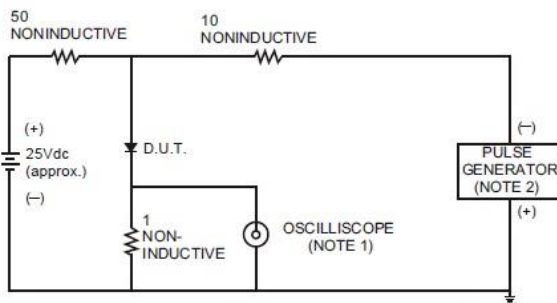 50
NONINDUCTIVE
10
NONINDUCTIVE
(+)
25Vdc
(approx.)
(−)
D.U.T.
1
NON-
INDUCTIVE
OSCILLISCOPE
(NOTE 1)
(−)
PULSE
GENERATOR
(NOTE 2)
(+)